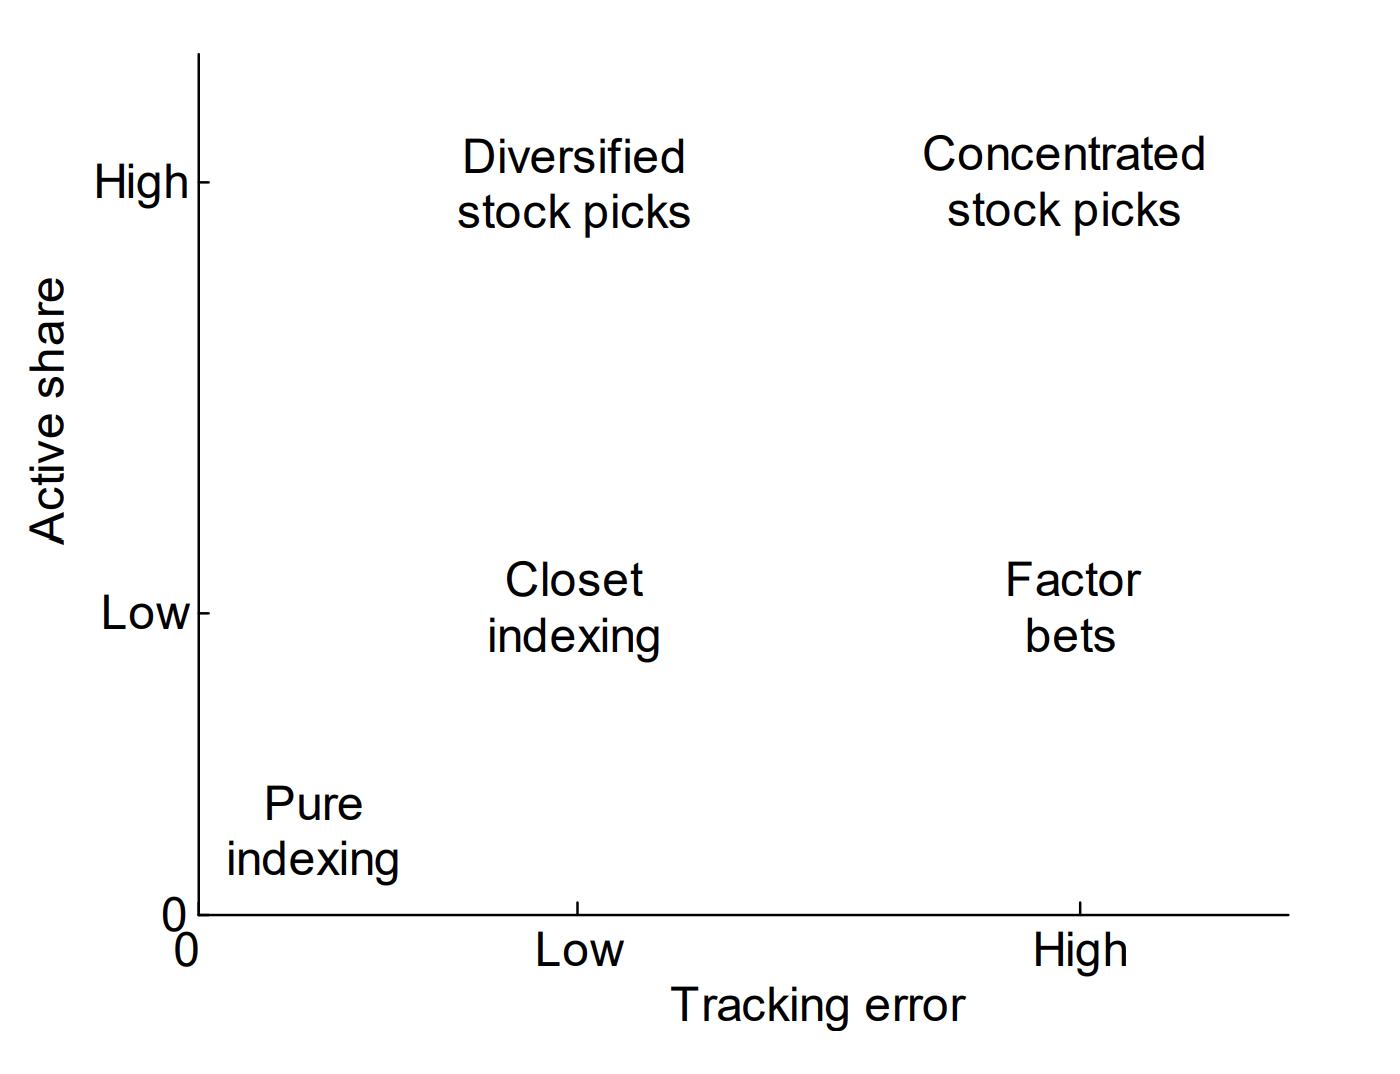 Diversified
stock picks
Concentrated
stock picks
High
Active share
Closet
indexing
Factor
bets
Low
Pure
indexing
0
0
Low
High
Tracking error